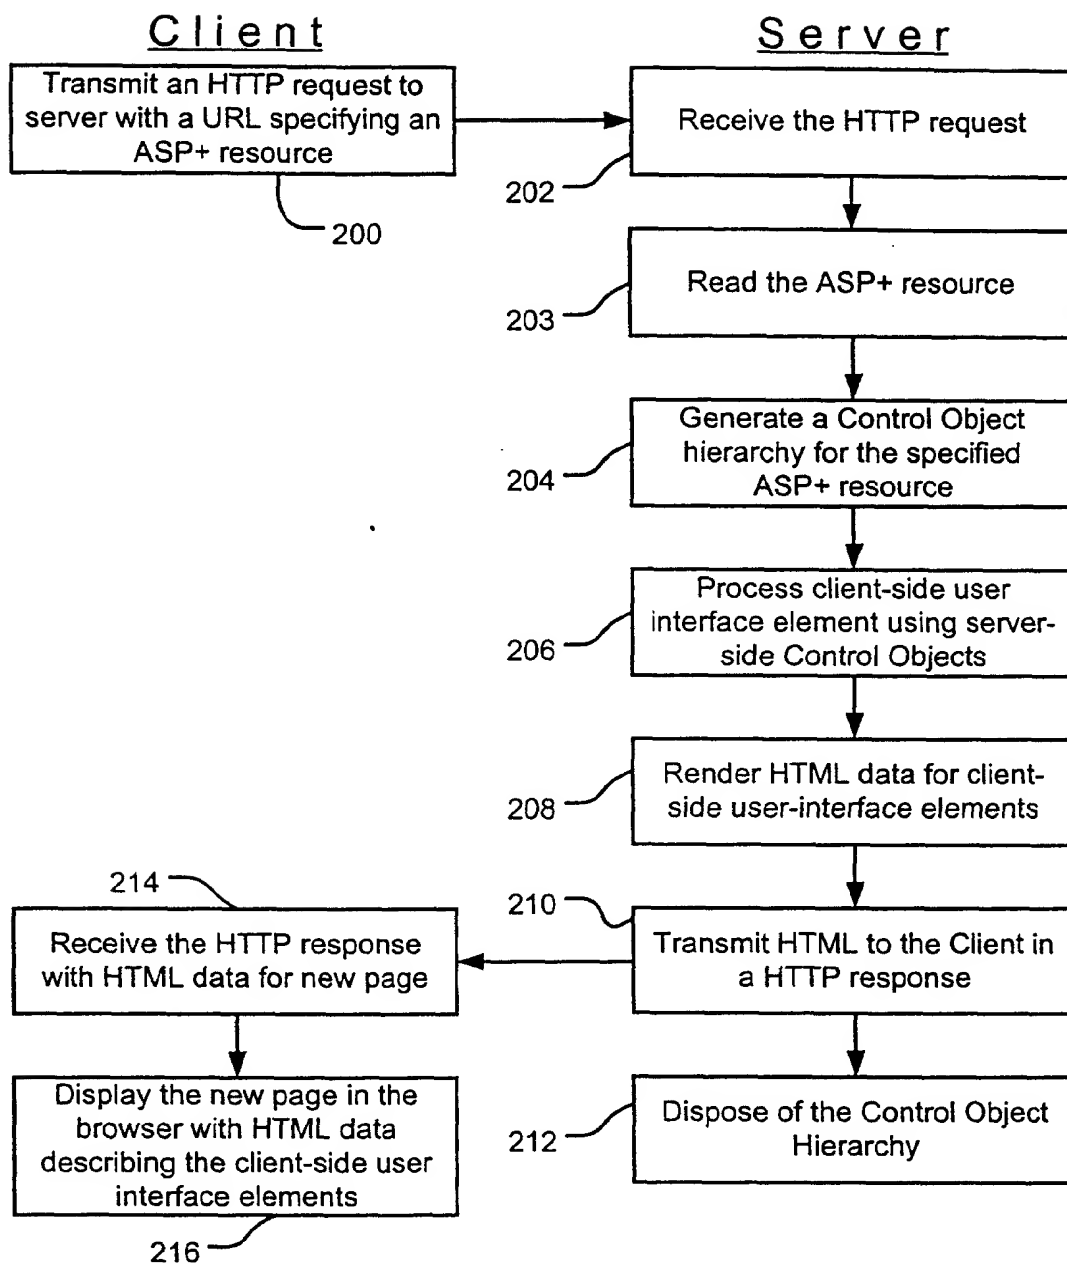 Client
Server
Transmit an HTTP request to
server with a URL specifying an
ASP+ resource
200
Receive the HTTP request
202
Read the ASP+ resource
203
Generate a Control Object
hierarchy for the specified
ASP+ resource
204
Process client-side user
interface element using server-
side Control Objects
206
Render HTML data for client-
side user-interface elements
208
210
Transmit HTML to the Client in
a HTTP response
214
Receive the HTTP response
with HTML data for new page
Dispose of the Control Object
Hierarchy
212
Display the new page in the
browser with HTML data
describing the client-side user
interface elements
216